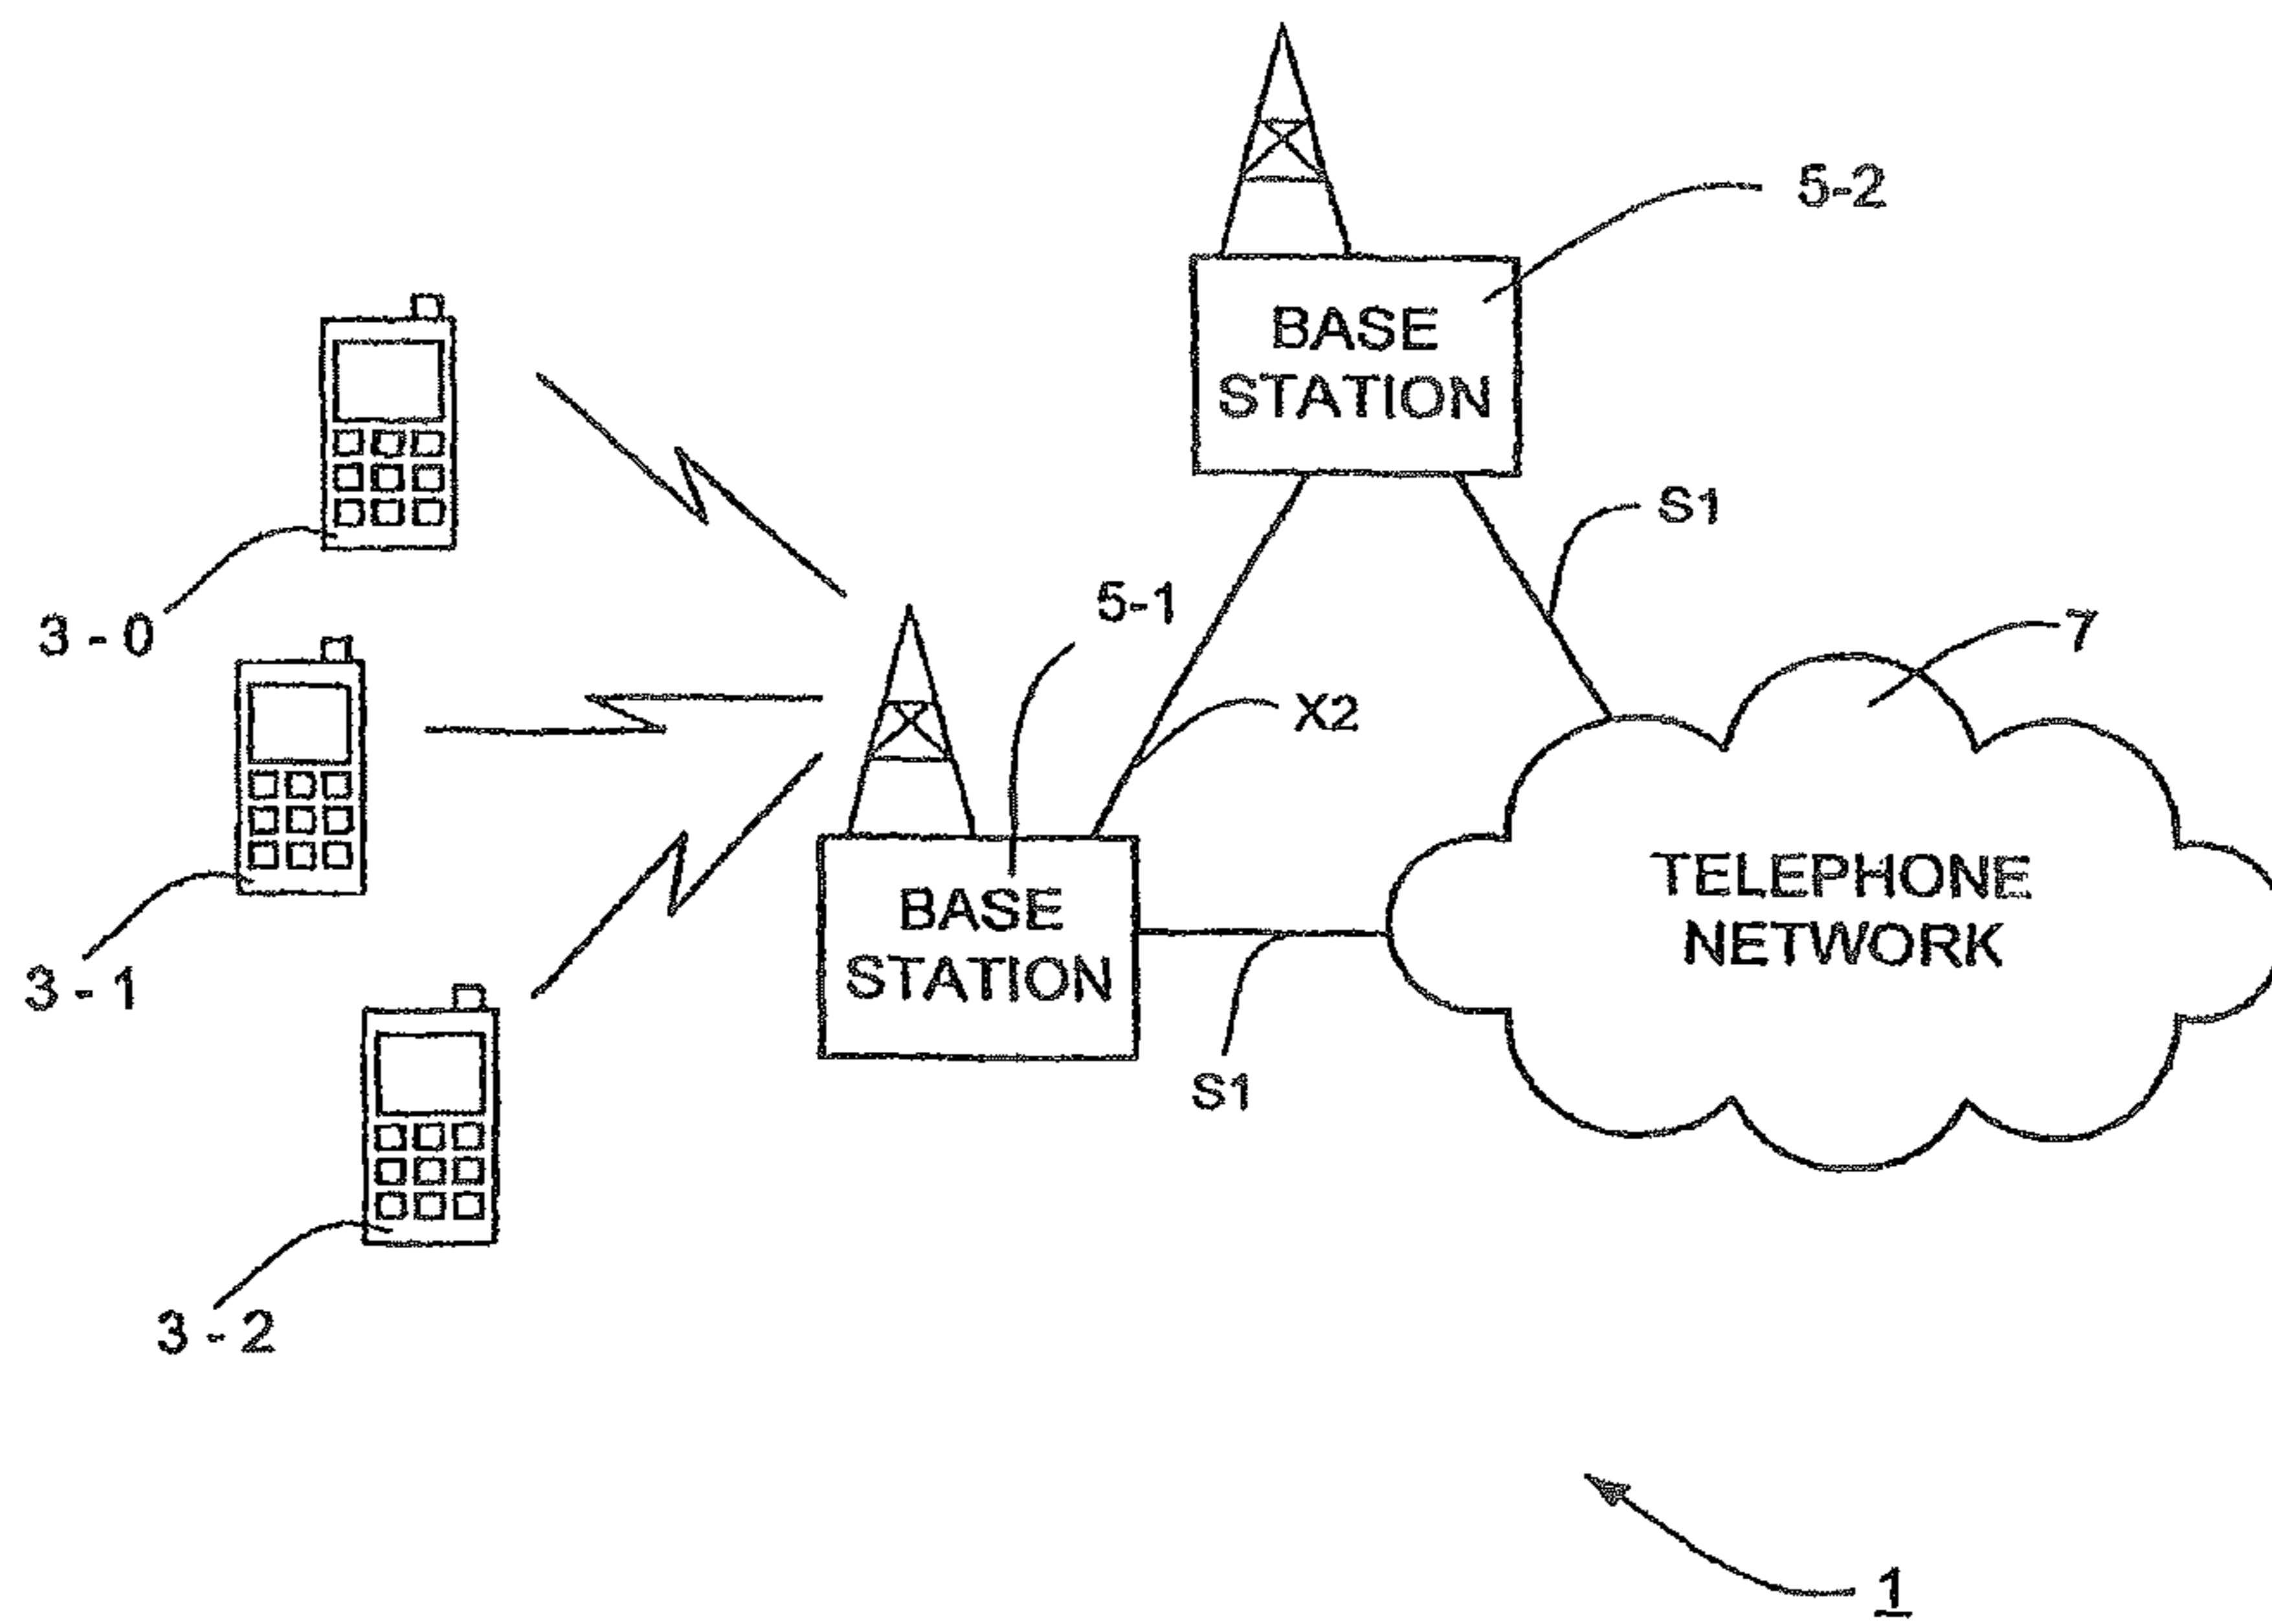 5-2
BASE
STATION
S1
3 - 0
5-1
7
X2
TELEPHONE
NETWORK
BASE
STATION
3 - 1
S1
3 - 2
1